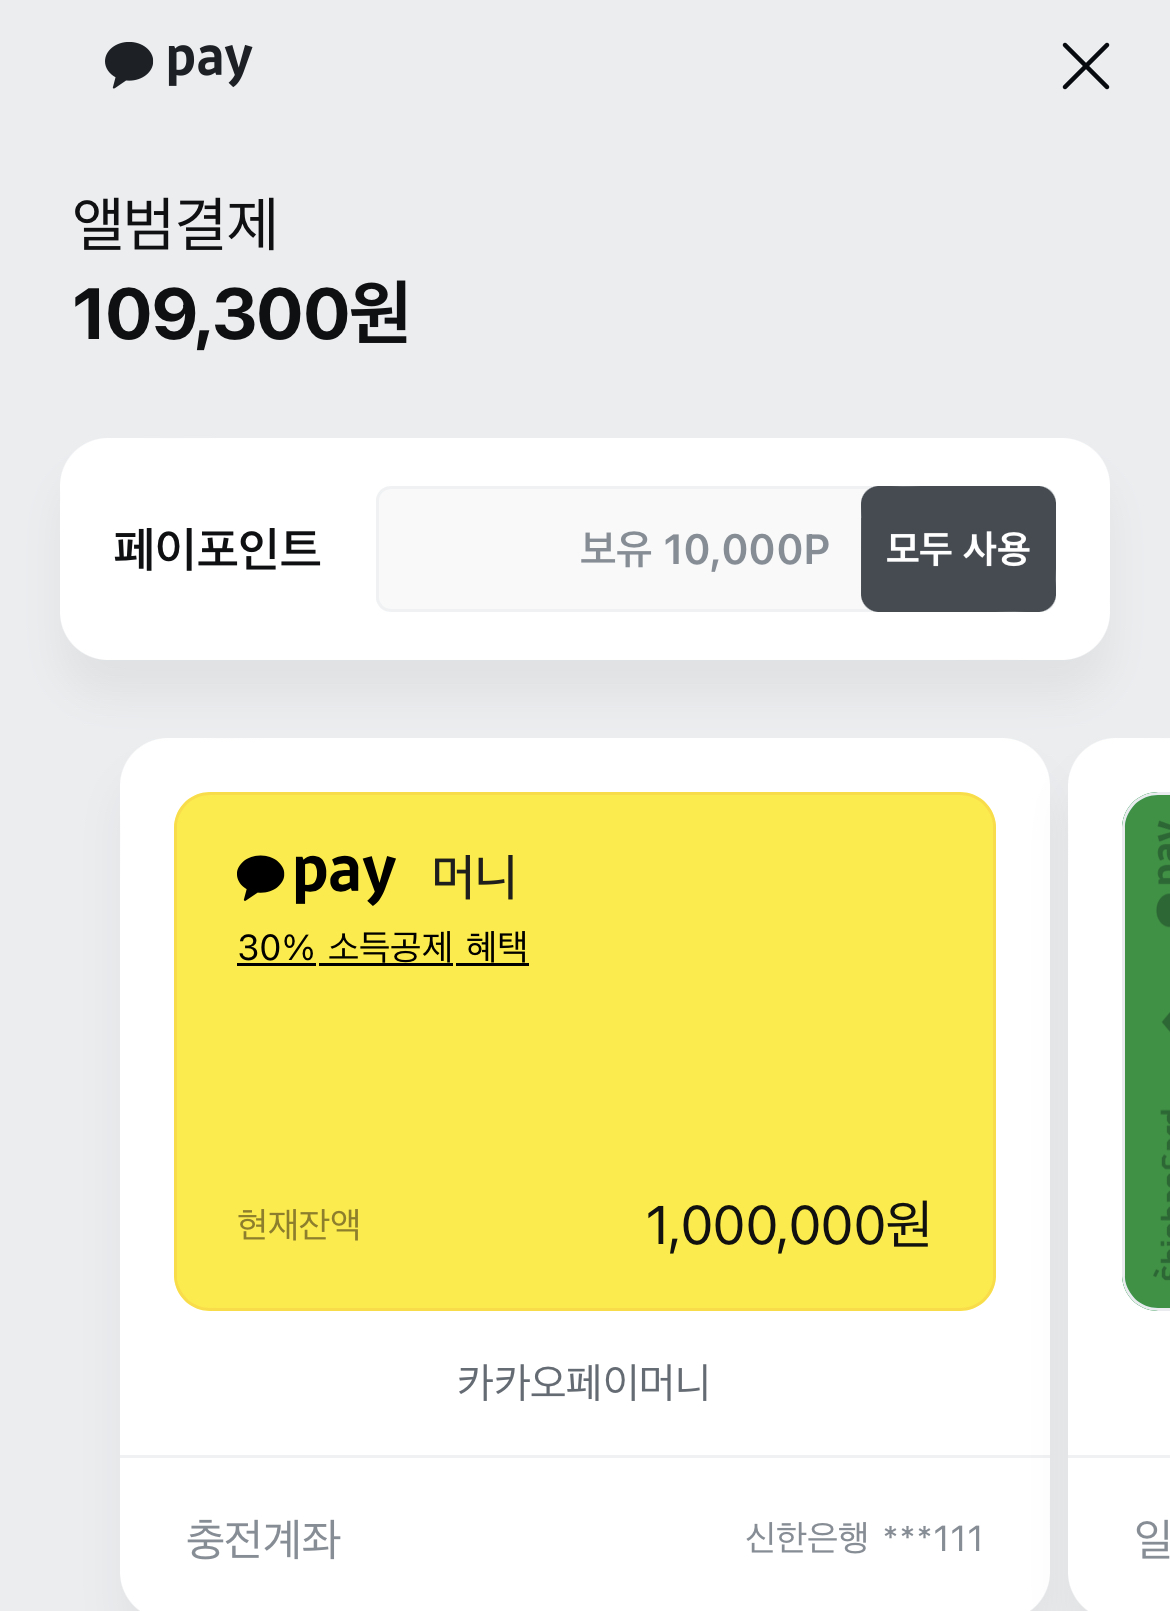 pay
앨범결제
109,300원
페이포인트 보유 10,000P 모두 사용
pay 머니
30% 소득공제 혜택
현재잔액 1,000,000원
카카오페이머니
충전계좌 신한은행 ***111
pay
일